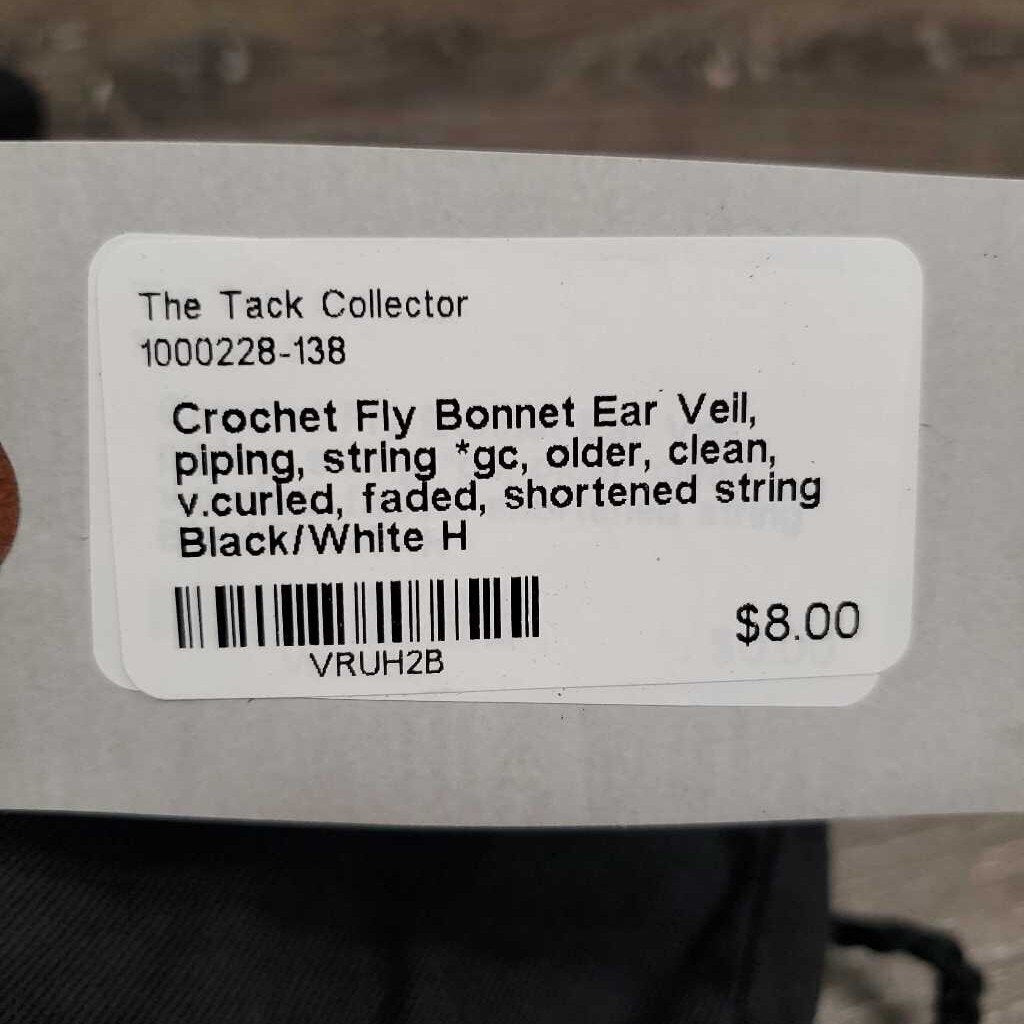 The Tack Collector
1000228-138
Crochet Fly Bonnet Ear Veil,
piping, string *gc, older, clean,
v.curled, faded, shortened string
Black/White H
VRUH2B
$8.00